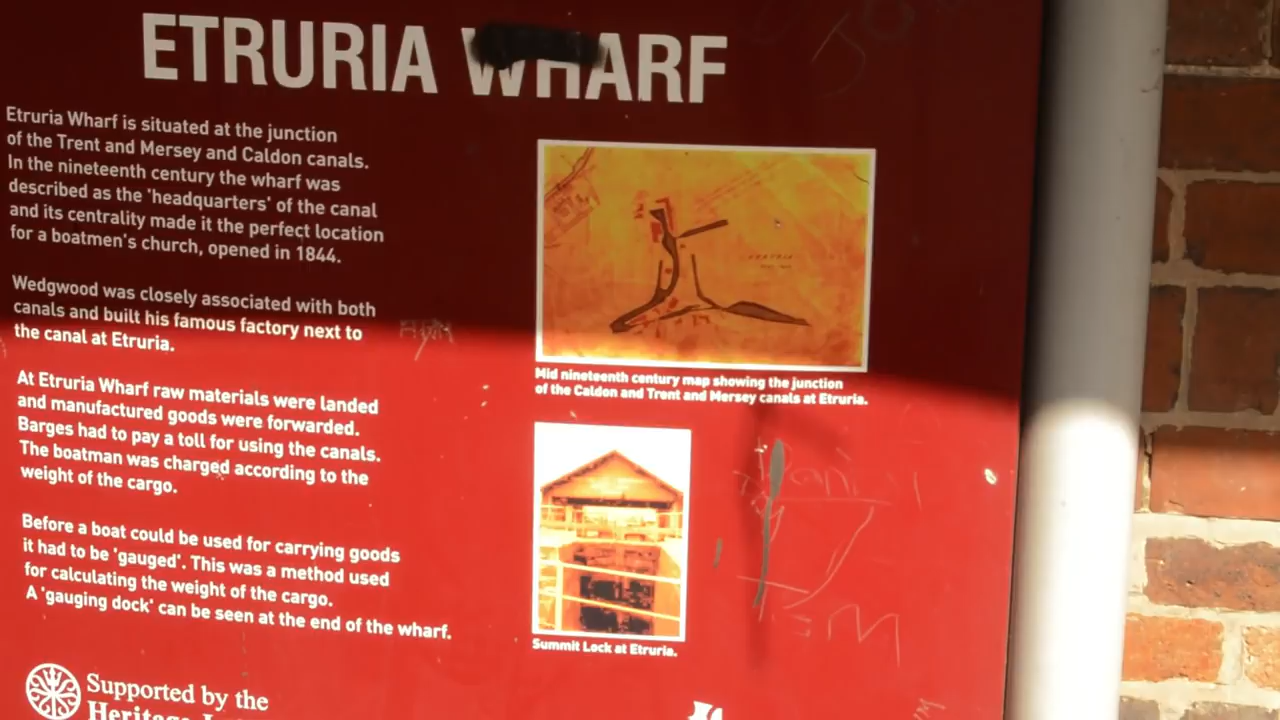 ETRURIA WHARF
Etruria Wharf is situated at the junction
of the Trent and Mersey and Caldon canals.
In the nineteenth century the wharf was
described as the 'headquarters' of the canal
and its centrality made it the perfect location
for a boatmen's church, opened in 1844.
Wedgwood was closely associated with both
canals and built his famous factory next to
the canal at Etruria.
At Etruria Wharf raw materials were landed
and manufactured goods were forwarded.
Barges had to pay a toll for using the canals.
The boatman was charged according to the
weight of the cargo.
Before a boat could be used for carrying goods
it had to be 'gauged'. This was a method used
for calculating the weight of the cargo.
A 'gauging dock' can be seen at the end of the wharf.
Mid nineteenth century map showing the junction
of the Caldon and Trent and Mersey canals at Etruria.
Summit Lock at Etruria.
Supported by the
Heritage